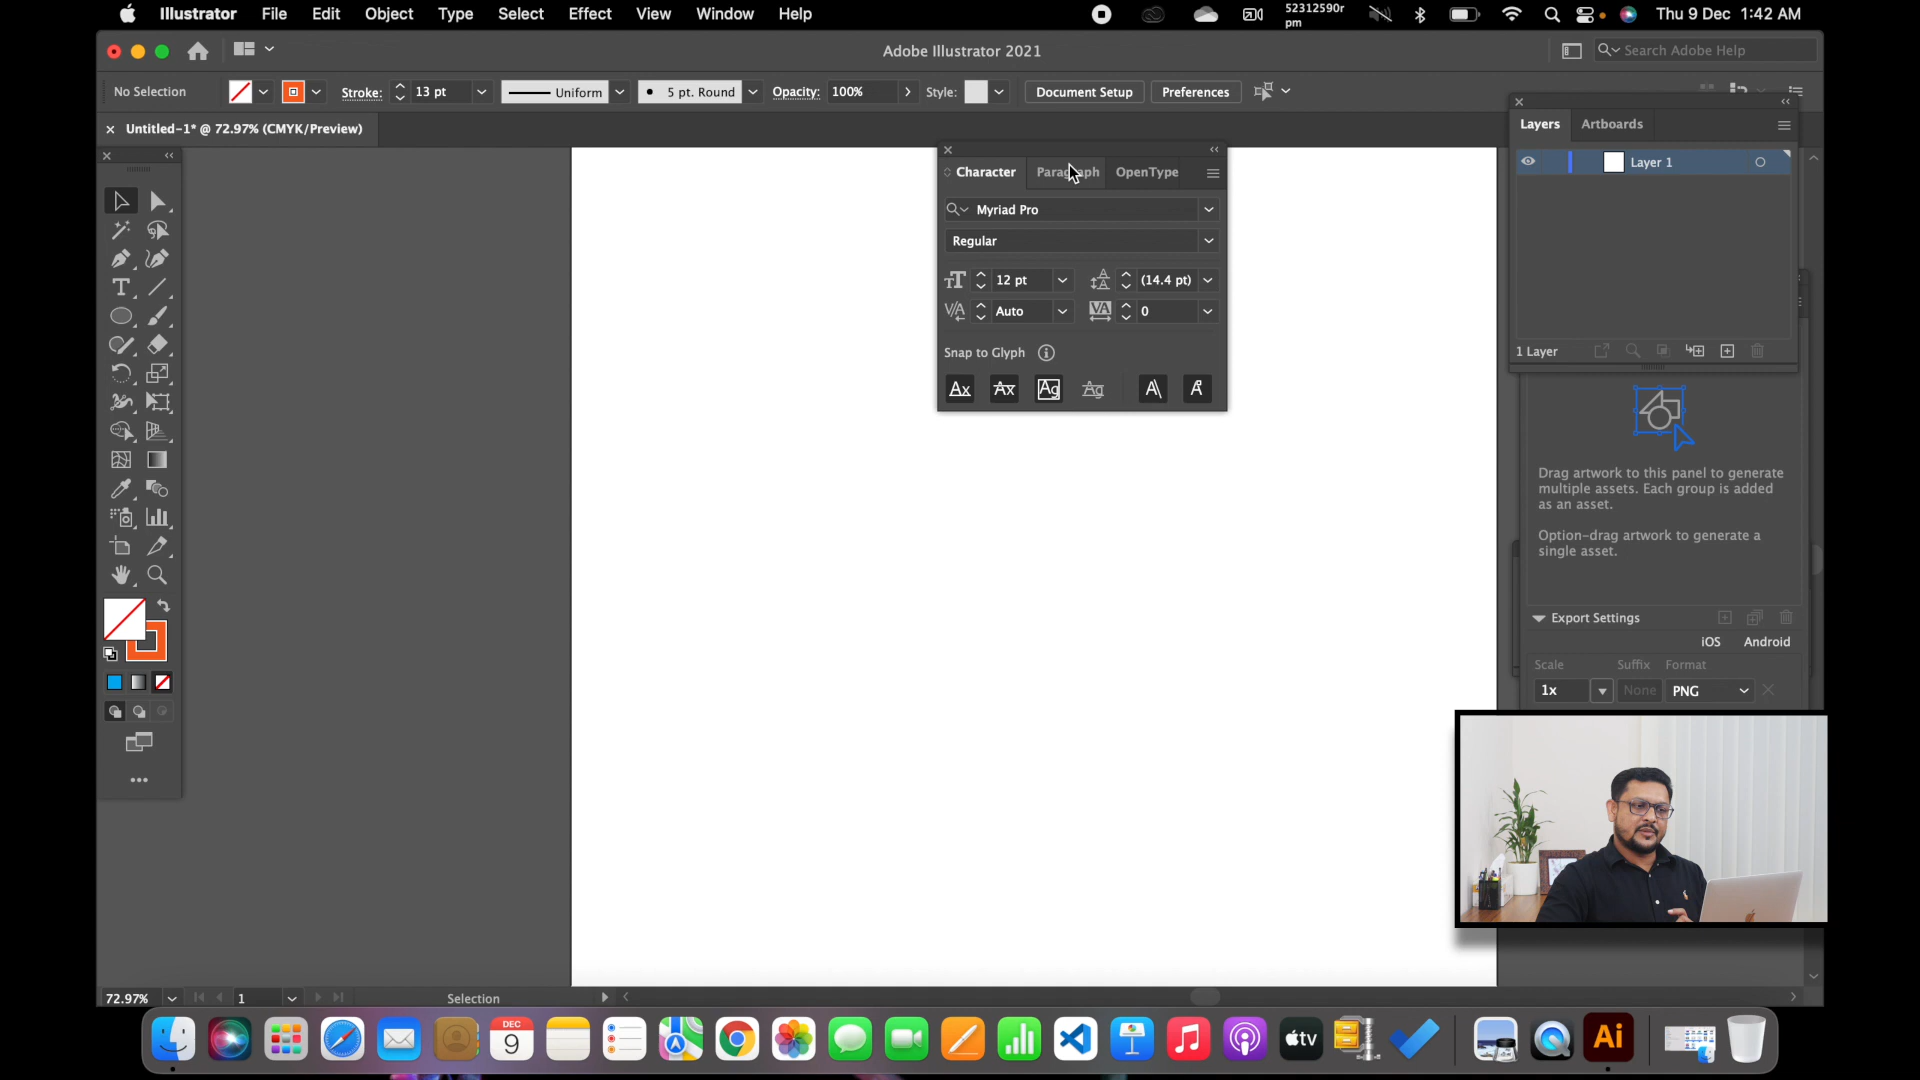 Illustrator File Edit Object Type Select Effect View Window Help
52312590r
pm
Thu 9 Dec 1:42 AM
Adobe Illustrator 2021
Search Adobe Help
No Selection
Stroke:
13 pt
Uniform
5 pt. Round
Opacity:
100%
Style:
Document Setup
Preferences
Untitled-1* @ 72.97% (CMYK/Preview)
Character
Paragraph
OpenType
Myriad Pro
Regular
12 pt
(14.4 pt)
Auto
0
Snap to Glyph
Layers
Artboards
Layer 1
1 Layer
Drag artwork to this panel to generate
multiple assets. Each group is added
as an asset.
Option-drag artwork to generate a
single asset.
Export Settings
iOS
Android
Scale
Suffix
Format
1x
None
PNG
72.97%
1
Selection
DEC
9
tv
Ai